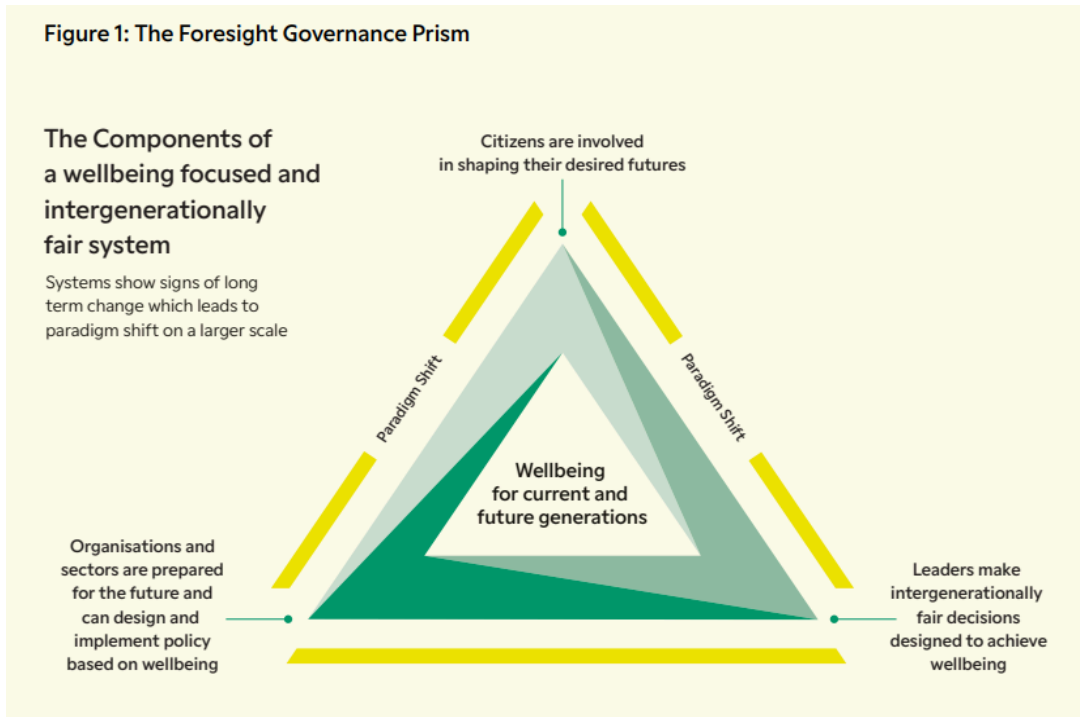 Figure 1: The Foresight Governance Prism
The Components of
a wellbeing focused and
intergenerationally
fair system
Systems show signs of long
term change which leads to
paradigm shift on a larger scale
Citizens are involved
in shaping their desired futures
Paradigm Shift
Paradigm Shift
Wellbeing
for current and
future generations
Organisations and
sectors are prepared
for the future and
can design and
implement policy
based on wellbeing
Leaders make
intergenerationally
fair decisions
designed to achieve
wellbeing